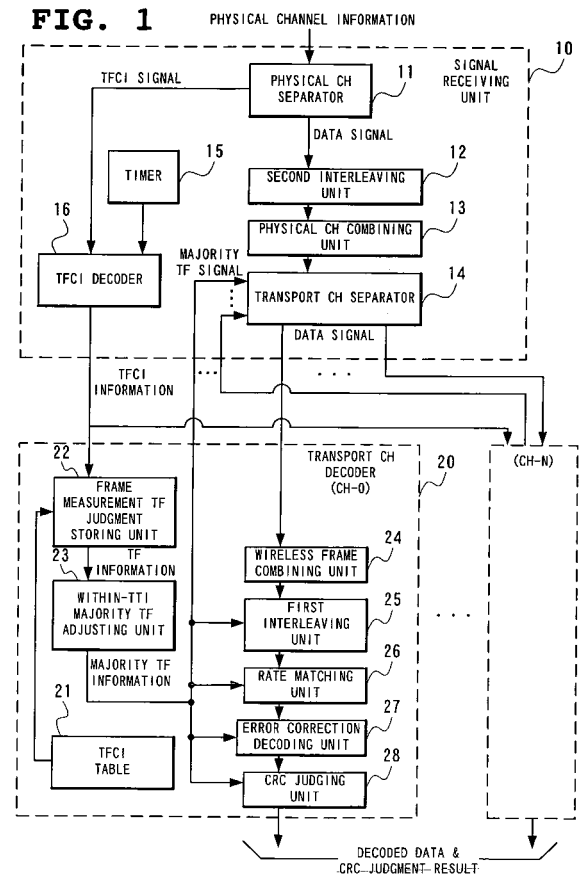 FIG. 1
PHYSICAL CHANNEL INFORMATION
10
SIGNAL
RECEIVING
UNIT
TFCI SIGNAL
PHYSICAL CH
SEPARATOR
11
DATA SIGNAL
15
TIMER
12
SECOND INTERLEAVING
UNIT
13
PHYSICAL CH COMBINING
UNIT
16
TFCI DECODER
MAJORITY
TF SIGNAL
14
TRANSPORT CH SEPARATOR
DATA SIGNAL
TFCI
INFORMATION
...
. . .
TRANSPORT CH
DECODER
(CH-0)
20
(CH-N)
22
FRAME
MEASUREMENT TF
JUDGMENT
STORING UNIT
TF
INFORMATION
23
WITHIN-TTI
MAJORITY TF
ADJUSTING UNIT
MAJORITY TF
INFORMATION
21
TFCI
TABLE
24
WIRELESS FRAME
COMBINING UNIT
25
FIRST
INTERLEAVING
UNIT
. . .
26
RATE MATCHING
UNIT
27
ERROR CORRECTION
DECODING UNIT
28
CRC JUDGING
UNIT
DECODED DATA &
CRC JUDGMENT RESULT